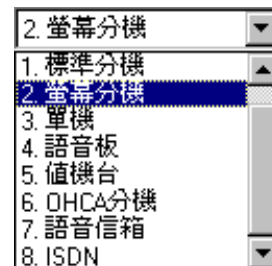 2. 螢幕分機
1. 標準分機
2. 螢幕分機
3. 單機
4. 語音板
5. 值機台
6. OHCA分機
7. 語音信箱
8. ISDN